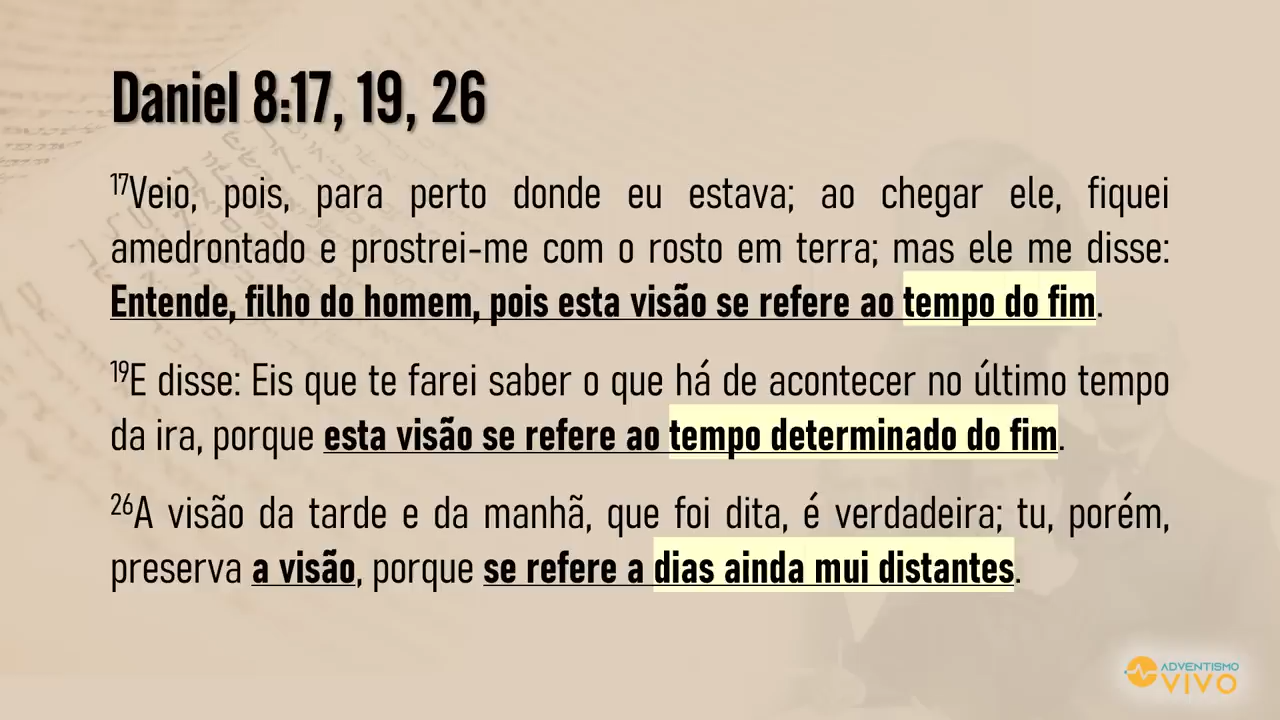 Daniel 8:17, 19, 26
17Veio, pois, para perto donde eu estava; ao chegar ele, fiquei
amedrontado e prostrei-me com o rosto em terra; mas ele me disse:
Entende, filho do homem, pois esta visão se refere ao tempo do fim.
19E disse: Eis que te farei saber o que há de acontecer no último tempo
da ira, porque esta visão se refere ao tempo determinado do fim.
26A visão da tarde e da manhã, que foi dita, é verdadeira; tu, porém,
preserva a visão, porque se refere a dias ainda mui distantes.
ADVENTISMO
VIVO